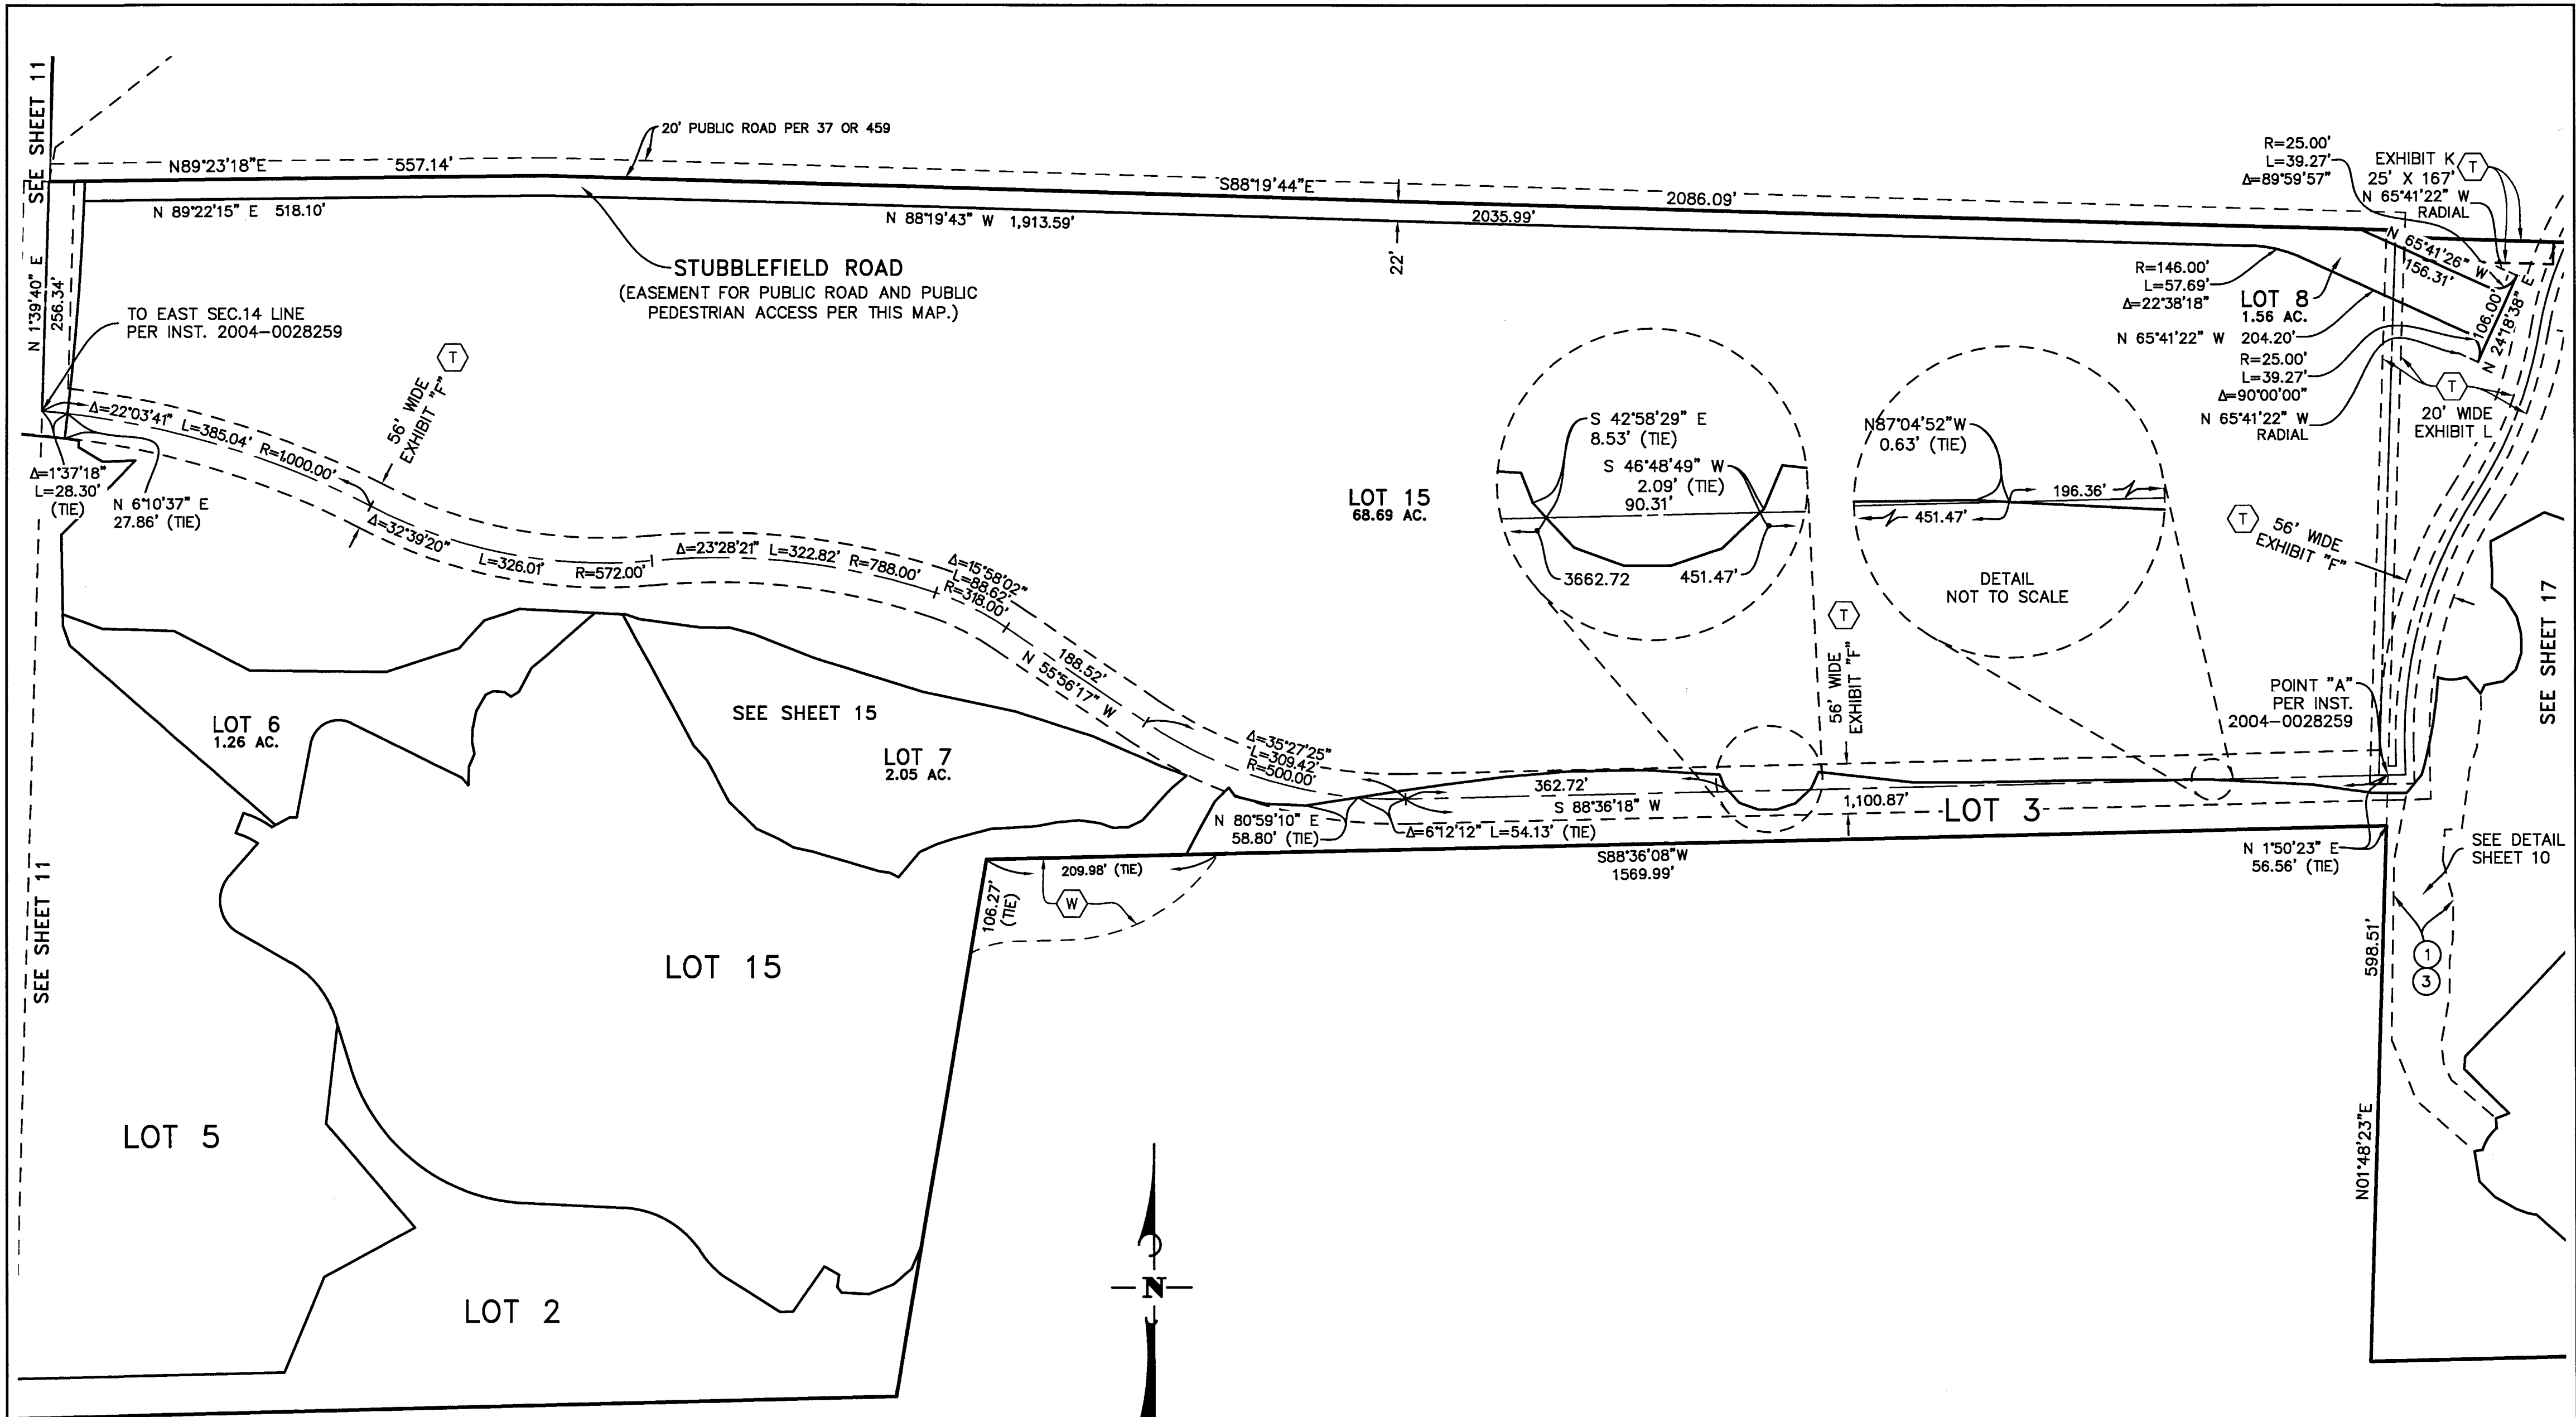 SEE SHEET 11
20' PUBLIC ROAD PER 37 OR 459
N89°23'18"E
557.14'
S88°19'44"E
2086.09'
R=25.00'
L=39.27'
Δ=89°59'57"
EXHIBIT K
T
25' X 167'
N 65°41'22" W
RADIAL
N 89°22'15" E 518.10'
N 88°19'43" W 1,913.59'
2035.99'
22'
STUBBLEFIELD ROAD
(EASEMENT FOR PUBLIC ROAD AND PUBLIC
PEDESTRIAN ACCESS PER THIS MAP.)
N 65°41'26" W
156.31'
R=146.00'
L=57.69'
Δ=22°38'18"
LOT 8
1.56 AC.
106.00'
N 24°18'38" E
N 65°41'22" W 204.20'
R=25.00'
L=39.27'
Δ=90°00'00"
N 65°41'22" W
RADIAL
T
20' WIDE
EXHIBIT L
N 1°39'40" E
256.34'
TO EAST SEC.14 LINE
PER INST. 2004-0028259
56' WIDE
EXHIBIT "F"
T
Δ=22°03'41" L=385.04' R=1,000.00'
Δ=1°37'18"
L=28.30'
(TIE)
N 6°10'37" E
27.86' (TIE)
Δ=32°39'20"
L=326.01'
R=572.00'
Δ=23°28'21" L=322.82' R=788.00'
Δ=15°58'02"
L=88.62'
R=318.00'
188.52'
N 55°56'17" W
LOT 15
68.69 AC.
S 42°58'29" E
8.53' (TIE)
S 46°48'49" W
2.09' (TIE)
90.31'
3662.72
451.47'
N87°04'52"W
0.63' (TIE)
196.36'
451.47'
DETAIL
NOT TO SCALE
T
56' WIDE
EXHIBIT "F"
T
56' WIDE
EXHIBIT "F"
SEE SHEET 17
POINT "A"
PER INST.
2004-0028259
LOT 6
1.26 AC.
SEE SHEET 15
LOT 7
2.05 AC.
Δ=35°27'25"
L=309.42'
R=500.00'
362.72'
S 88°36'18" W
1,100.87'
LOT 3
N 80°59'10" E
58.80' (TIE)
Δ=6°12'12" L=54.13' (TIE)
S88°36'08"W
1569.99'
N 1°50'23" E
56.56' (TIE)
SEE DETAIL
SHEET 10
209.98' (TIE)
106.27'
(TIE)
W
SEE SHEET 11
LOT 15
598.51'
N01°48'23"E
1
3
LOT 5
LOT 2
N